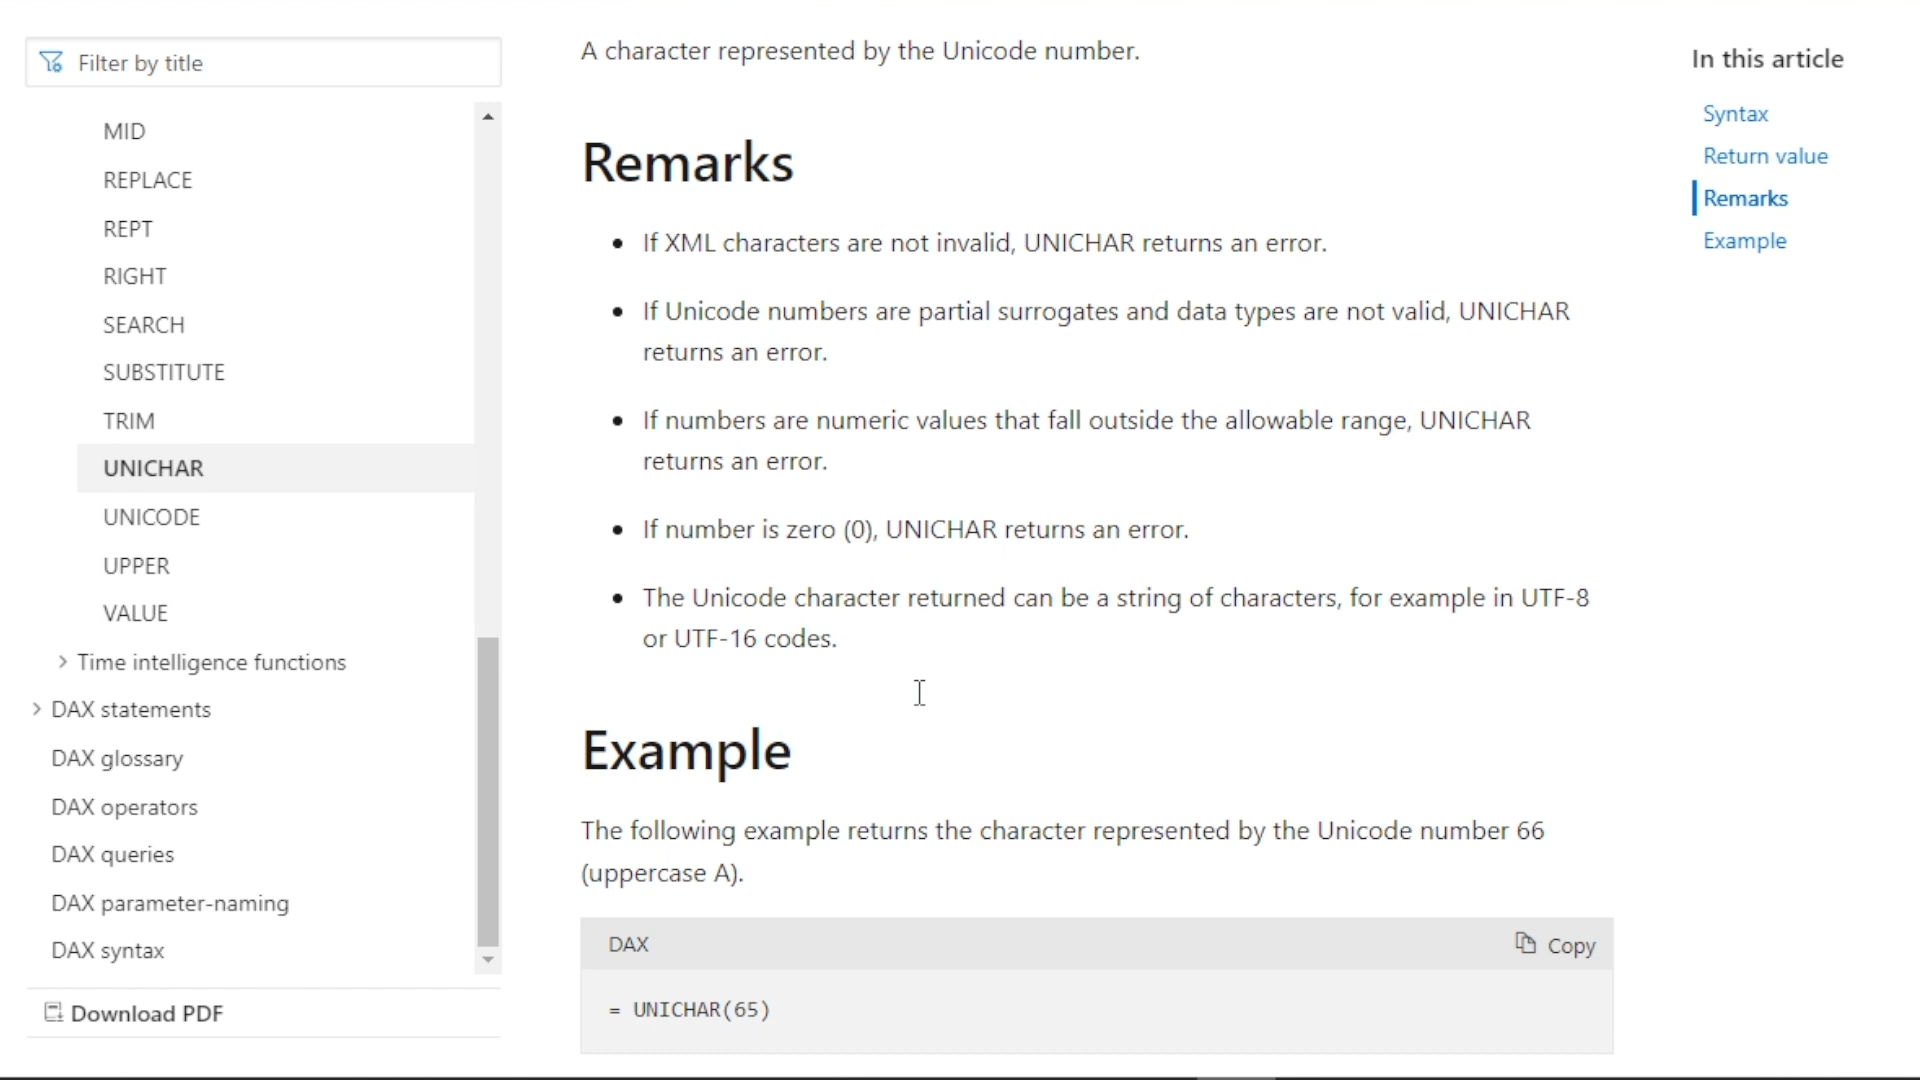 Filter by title
MID
REPLACE
REPT
RIGHT
SEARCH
SUBSTITUTE
TRIM
UNICHAR
UNICODE
UPPER
VALUE
Time intelligence functions
DAX statements
DAX glossary
DAX operators
DAX queries
DAX parameter-naming
DAX syntax
Download PDF
A character represented by the Unicode number.
Remarks
If XML characters are not invalid, UNICHAR returns an error.
If Unicode numbers are partial surrogates and data types are not valid, UNICHAR
returns an error.
If numbers are numeric values that fall outside the allowable range, UNICHAR
returns an error.
If number is zero (0), UNICHAR returns an error.
The Unicode character returned can be a string of characters, for example in UTF-8
or UTF-16 codes.
Example
The following example returns the character represented by the Unicode number 66
(uppercase A).
DAX
Copy
= UNICHAR(65)
In this article
Syntax
Return value
Remarks
Example